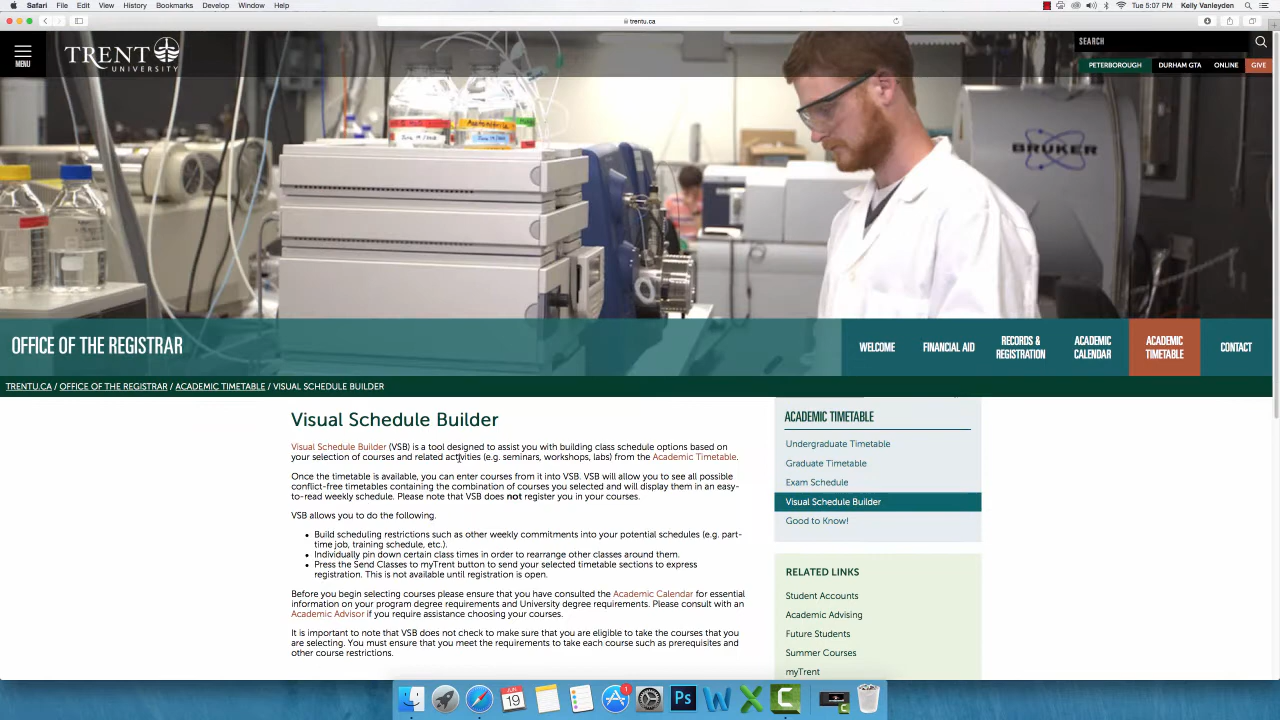 Safari File Edit View History Bookmarks Develop Window Help
Tue 5:07 PM Kelly Vanleyden
trentu.ca
MENU
TRENT
UNIVERSITY
SEARCH
PETERBOROUGH DURHAM GTA ONLINE GIVE
BRUKER
OFFICE OF THE REGISTRAR
WELCOME
FINANCIAL AID
RECORDS &
REGISTRATION
ACADEMIC
CALENDAR
ACADEMIC
TIMETABLE
CONTACT
TRENTU.CA / OFFICE OF THE REGISTRAR / ACADEMIC TIMETABLE / VISUAL SCHEDULE BUILDER
Visual Schedule Builder
Visual Schedule Builder (VSB) is a tool designed to assist you with building class schedule options based on
your selection of courses and related activities (e.g. seminars, workshops, labs) from the Academic Timetable.
Once the timetable is available, you can enter courses from it into VSB. VSB will allow you to see all possible
conflict-free timetables containing the combination of courses you selected and will display them in an easy-
to-read weekly schedule. Please note that VSB does not register you in your courses.
VSB allows you to do the following.
• Build scheduling restrictions such as other weekly commitments into your potential schedules (e.g. part-
time job, training schedule, etc.).
• Individually pin down certain class times in order to rearrange other classes around them.
• Press the Send Classes to myTrent button to send your selected timetable sections to express
registration. This is not available until registration is open.
Before you begin selecting courses please ensure that you have consulted the Academic Calendar for essential
information on your program degree requirements and University degree requirements. Please consult with an
Academic Advisor if you require assistance choosing your courses.
It is important to note that VSB does not check to make sure that you are eligible to take the courses that you
are selecting. You must ensure that you meet the requirements to take each course such as prerequisites and
other course restrictions.
ACADEMIC TIMETABLE
Undergraduate Timetable
Graduate Timetable
Exam Schedule
Visual Schedule Builder
Good to Know!
RELATED LINKS
Student Accounts
Academic Advising
Future Students
Summer Courses
myTrent
19
1
Ps